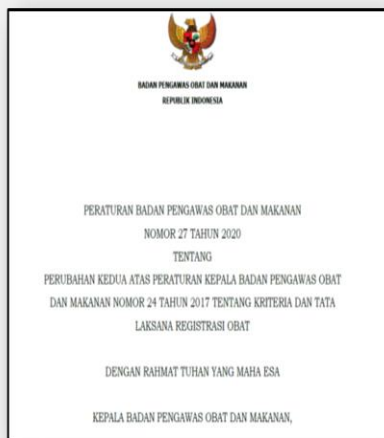 BADAN PENGAWAS OBAT DAN MAKANAN
REPUBLIK INDONESIA
PERATURAN BADAN PENGAWAS OBAT DAN MAKANAN
NOMOR 27 TAHUN 2020
TENTANG
PERUBAHAN KEDUA ATAS PERATURAN KEPALA BADAN PENGAWAS OBAT
DAN MAKANAN NOMOR 24 TAHUN 2017 TENTANG KRITERIA DAN TATA
LAKSANA REGISTRASI OBAT
DENGAN RAHMAT TUHAN YANG MAHA ESA
KEPALA BADAN PENGAWAS OBAT DAN MAKANAN,